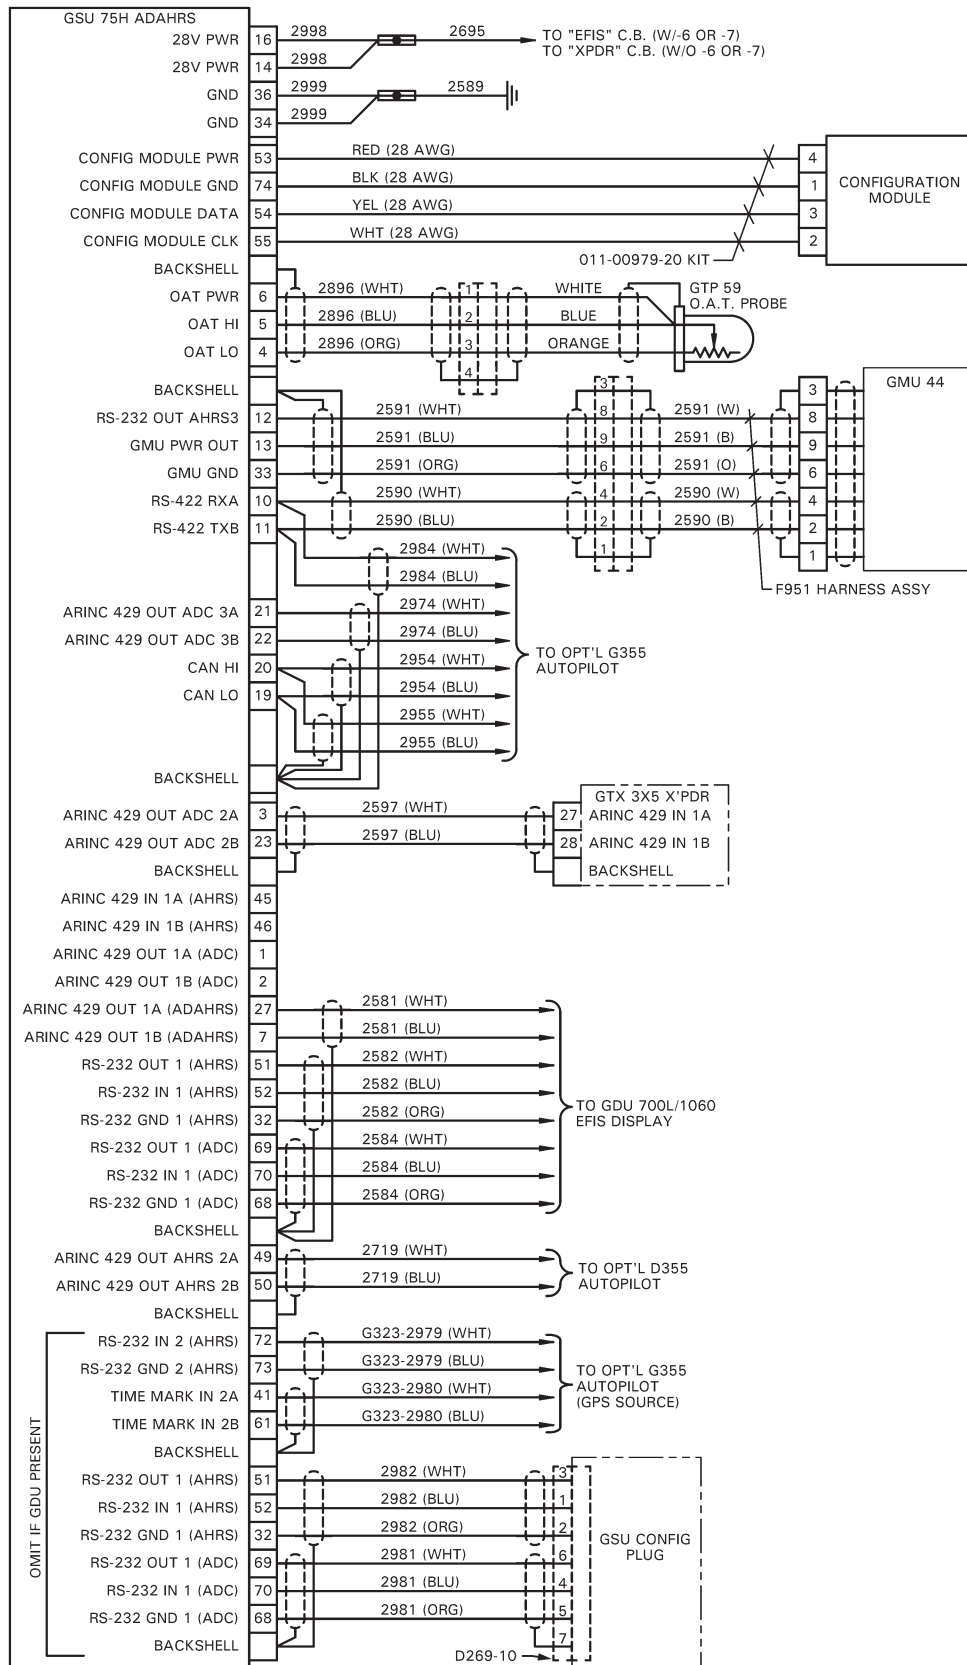 GSU 75H ADAHRS
28V PWR 16 2998 2695 TO "EFIS" C.B. (W/-6 OR -7)
TO "XPDR" C.B. (W/O -6 OR -7)
28V PWR 14 2998
GND 36 2999 2589
GND 34 2999
CONFIG MODULE PWR 53 RED (28 AWG) 4
CONFIG MODULE GND 74 BLK (28 AWG) 1
CONFIGURATION
MODULE
CONFIG MODULE DATA 54 YEL (28 AWG) 3
CONFIG MODULE CLK 55 WHT (28 AWG) 2
011-00979-20 KIT
BACKSHELL
OAT PWR 6 2896 (WHT) 1 WHITE
GTP 59
O.A.T. PROBE
OAT HI 5 2896 (BLU) 2 BLUE
OAT LO 4 2896 (ORG) 3 ORANGE
4
GMU 44
BACKSHELL 3 3
RS-232 OUT AHRS3 12 2591 (WHT) 8 2591 (W) 8
GMU PWR OUT 13 2591 (BLU) 9 2591 (B) 9
GMU GND 33 2591 (ORG) 6 2591 (O) 6
RS-422 RXA 10 2590 (WHT) 4 2590 (W) 4
RS-422 TXB 11 2590 (BLU) 2 2590 (B) 2
1 1
F951 HARNESS ASSY
2984 (WHT)
2984 (BLU)
ARINC 429 OUT ADC 3A 21 2974 (WHT)
ARINC 429 OUT ADC 3B 22 2974 (BLU)
TO OPT'L G355
AUTOPILOT
CAN HI 20 2954 (WHT)
CAN LO 19 2954 (BLU)
2955 (WHT)
2955 (BLU)
BACKSHELL
GTX 3X5 X'PDR
ARINC 429 OUT ADC 2A 3 2597 (WHT) 27 ARINC 429 IN 1A
ARINC 429 OUT ADC 2B 23 2597 (BLU) 28 ARINC 429 IN 1B
BACKSHELL BACKSHELL
ARINC 429 IN 1A (AHRS) 45
ARINC 429 IN 1B (AHRS) 46
ARINC 429 OUT 1A (ADC) 1
ARINC 429 OUT 1B (ADC) 2
ARINC 429 OUT 1A (ADAHRS) 27 2581 (WHT)
ARINC 429 OUT 1B (ADAHRS) 7 2581 (BLU)
RS-232 OUT 1 (AHRS) 51 2582 (WHT)
RS-232 IN 1 (AHRS) 52 2582 (BLU)
TO GDU 700L/1060
EFIS DISPLAY
RS-232 GND 1 (AHRS) 32 2582 (ORG)
RS-232 OUT 1 (ADC) 69 2584 (WHT)
RS-232 IN 1 (ADC) 70 2584 (BLU)
RS-232 GND 1 (ADC) 68 2584 (ORG)
BACKSHELL
ARINC 429 OUT AHRS 2A 49 2719 (WHT)
TO OPT'L D355
AUTOPILOT
ARINC 429 OUT AHRS 2B 50 2719 (BLU)
BACKSHELL
OMIT IF GDU PRESENT
RS-232 IN 2 (AHRS) 72 G323-2979 (WHT)
RS-232 GND 2 (AHRS) 73 G323-2979 (BLU)
TO OPT'L G355
AUTOPILOT
(GPS SOURCE)
TIME MARK IN 2A 41 G323-2980 (WHT)
TIME MARK IN 2B 61 G323-2980 (BLU)
BACKSHELL
RS-232 OUT 1 (AHRS) 51 2982 (WHT) 3
RS-232 IN 1 (AHRS) 52 2982 (BLU) 1
RS-232 GND 1 (AHRS) 32 2982 (ORG) 2
GSU CONFIG
PLUG
RS-232 OUT 1 (ADC) 69 2981 (WHT) 6
RS-232 IN 1 (ADC) 70 2981 (BLU) 4
RS-232 GND 1 (ADC) 68 2981 (ORG) 5
BACKSHELL 7
D269-10